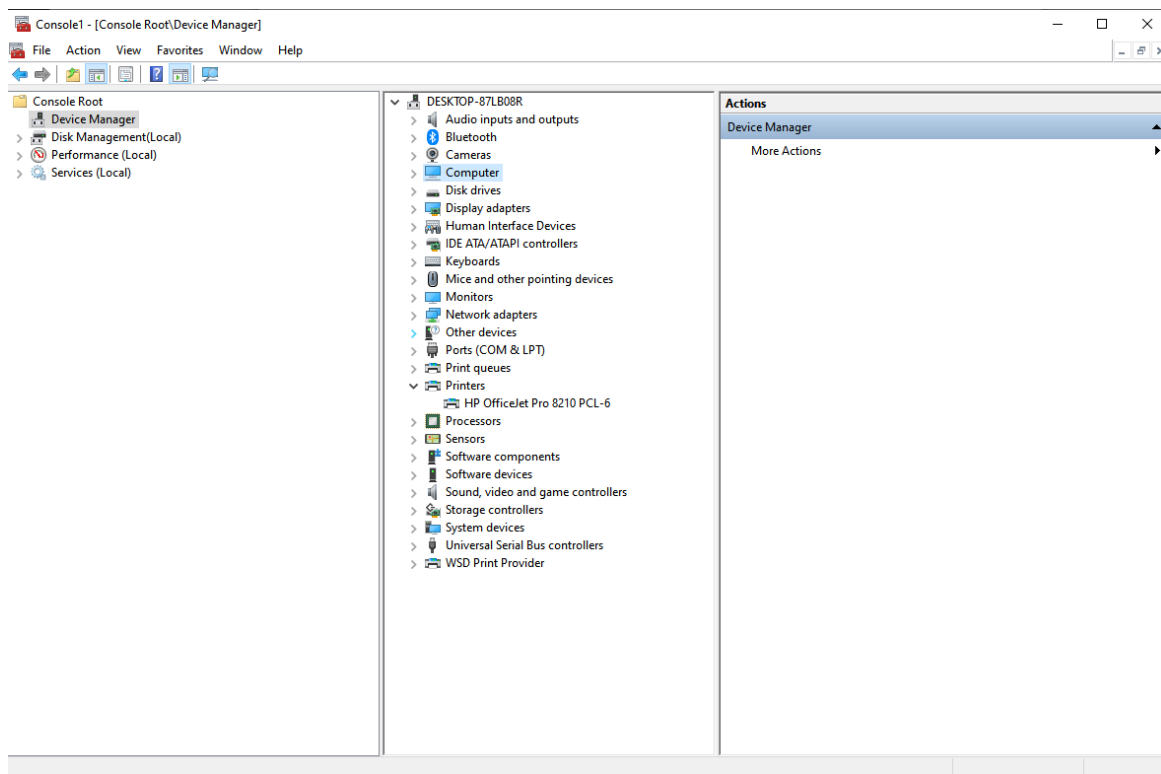 Console1 - [Console Root\Device Manager]
File Action View Favorites Window Help
Console Root
Device Manager
Disk Management(Local)
Performance (Local)
Services (Local)
DESKTOP-87LB08R
Audio inputs and outputs
Bluetooth
Cameras
Computer
Disk drives
Display adapters
Human Interface Devices
IDE ATA/ATAPI controllers
Keyboards
Mice and other pointing devices
Monitors
Network adapters
Other devices
Ports (COM & LPT)
Print queues
Printers
HP OfficeJet Pro 8210 PCL-6
Processors
Sensors
Software components
Software devices
Sound, video and game controllers
Storage controllers
System devices
Universal Serial Bus controllers
WSD Print Provider
Actions
Device Manager
More Actions